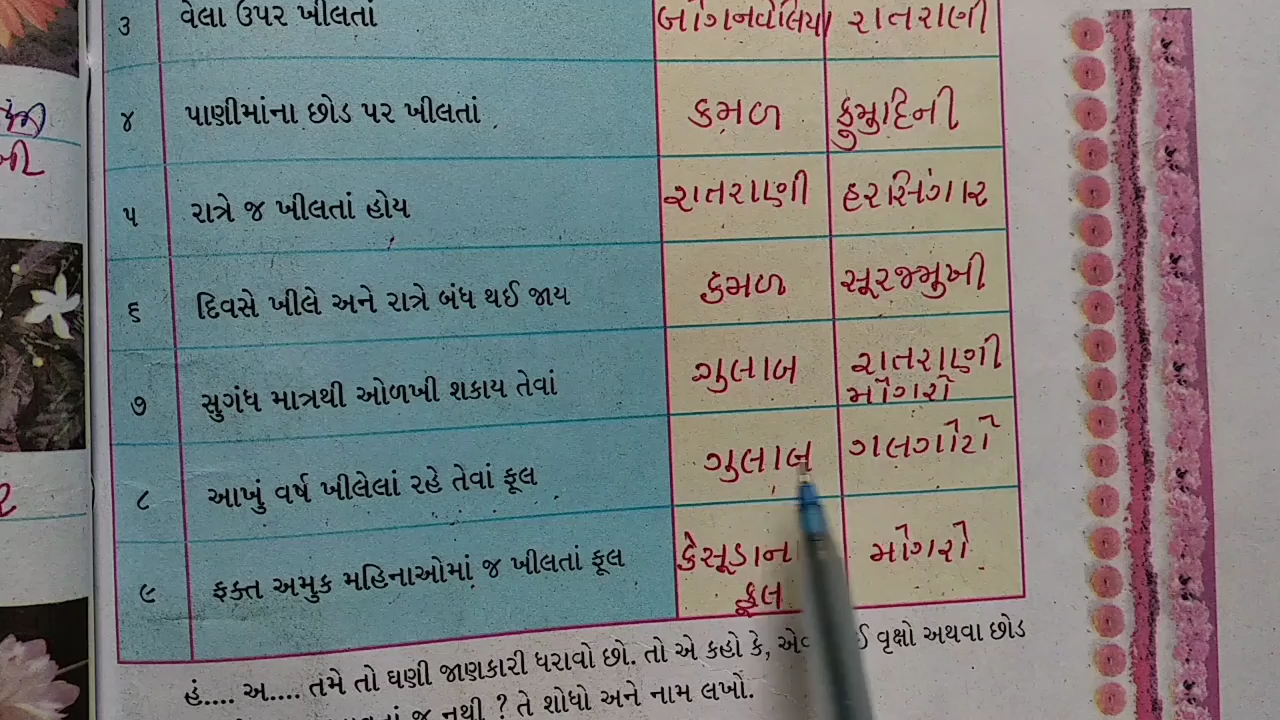 ૩ વેલા ઉપર ખીલતાં બોગનવેલિયા રાતરાણી
૪ પાણીમાંના છોડ પર ખીલતાં કમળ કુમુદિની
૫ રાત્રે જ ખીલતાં હોય રાતરાણી હરસિંગાર
૬ દિવસે ખીલે અને રાત્રે બંધ થઈ જાય કમળ સૂરજમુખી
૭ સુગંધ માત્રથી ઓળખી શકાય તેવાં ગુલાબ રાતરાણી
મોગરો
૮ આખું વર્ષ ખીલેલાં રહે તેવાં ફૂલ ગુલાબ ગલગોટો
૯ ફક્ત અમુક મહિનાઓમાં જ ખીલતાં ફૂલ કેસૂડાના મોગરો
ફૂલ
હં.... અ.... તમે તો ઘણી જાણકારી ધરાવો છો. તો એ કહો કે, વૃક્ષો અથવા છોડ
જ નથી ? તે શોધો અને નામ લખો.